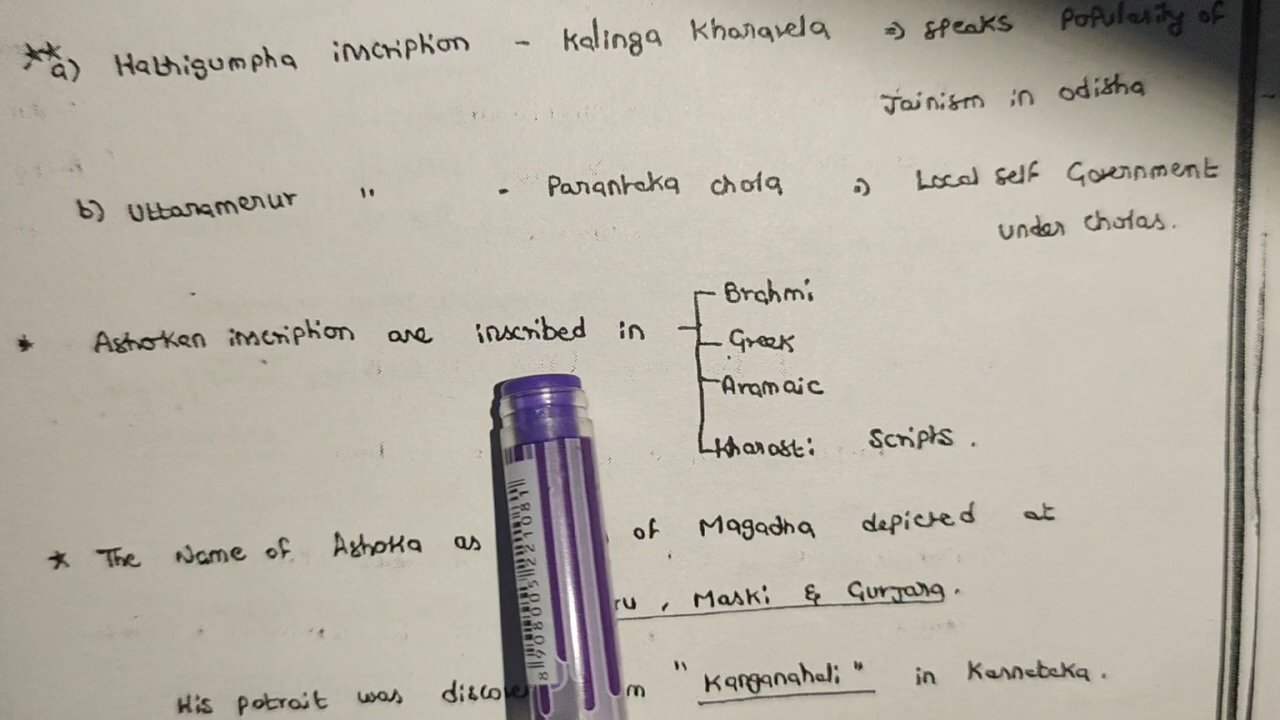 ** a) Hathigumpha inscription - Kalinga Kharavela ⇒ speaks Popularity of
Jainism in odisha
b) Uttaramerur " - Parantaka chola ⇒ Local self Government
under cholas.
* Ashokan inscription are inscribed in Brahmi
Greek
Aramaic
Kharosti scripts.
* The Name of Ashoka as of Magadha depicted at
, Maski & Gurjara.
His potrait was "Kanganahali" in Karnataka.
8908005122108